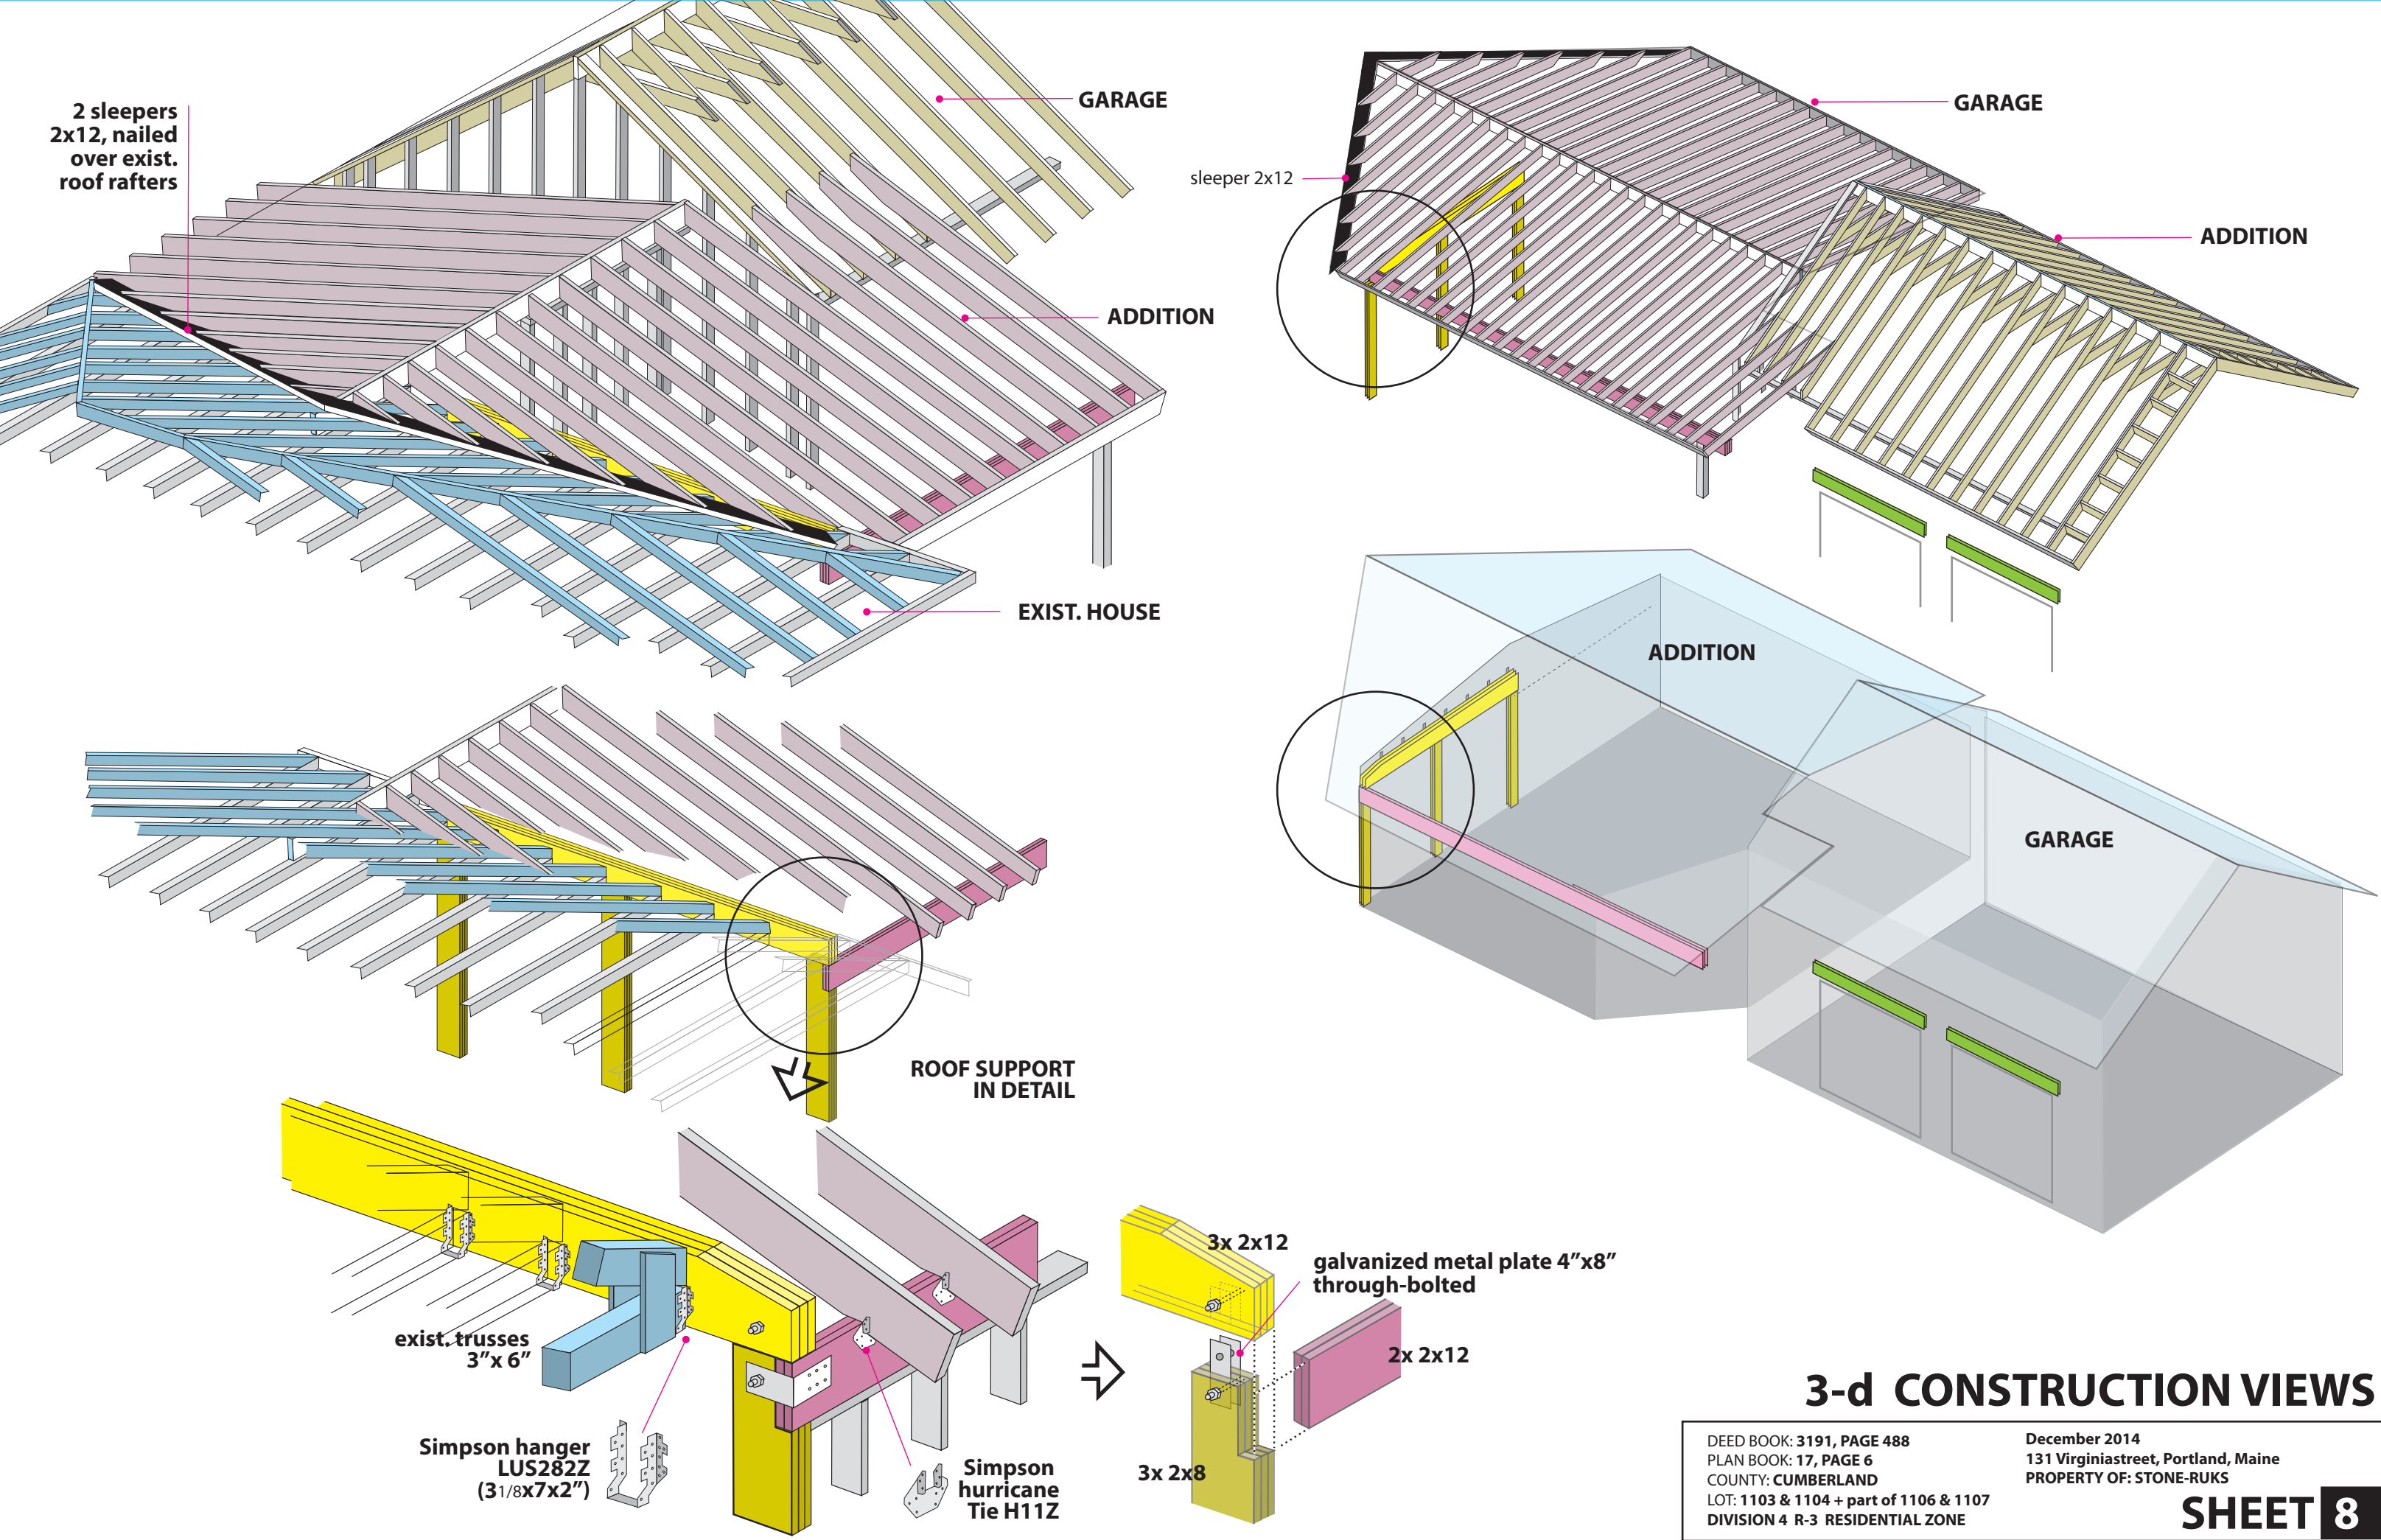 2 sleepers
2x12, nailed
over exist.
roof rafters
GARAGE
ADDITION
EXIST. HOUSE
sleeper 2x12
GARAGE
ADDITION
ADDITION
GARAGE
ROOF SUPPORT
IN DETAIL
exist. trusses
3”x 6”
Simpson hanger
LUS282Z
(31/8x7x2”)
Simpson
hurricane
Tie H11Z
3x 2x12
galvanized metal plate 4”x8”
through-bolted
2x 2x12
3x 2x8
3-d CONSTRUCTION VIEWS
DEED BOOK: 3191, PAGE 488
PLAN BOOK: 17, PAGE 6
COUNTY: CUMBERLAND
LOT: 1103 & 1104 + part of 1106 & 1107
DIVISION 4 R-3 RESIDENTIAL ZONE
December 2014
131 Virginiastreet, Portland, Maine
PROPERTY OF: STONE-RUKS
SHEET 8